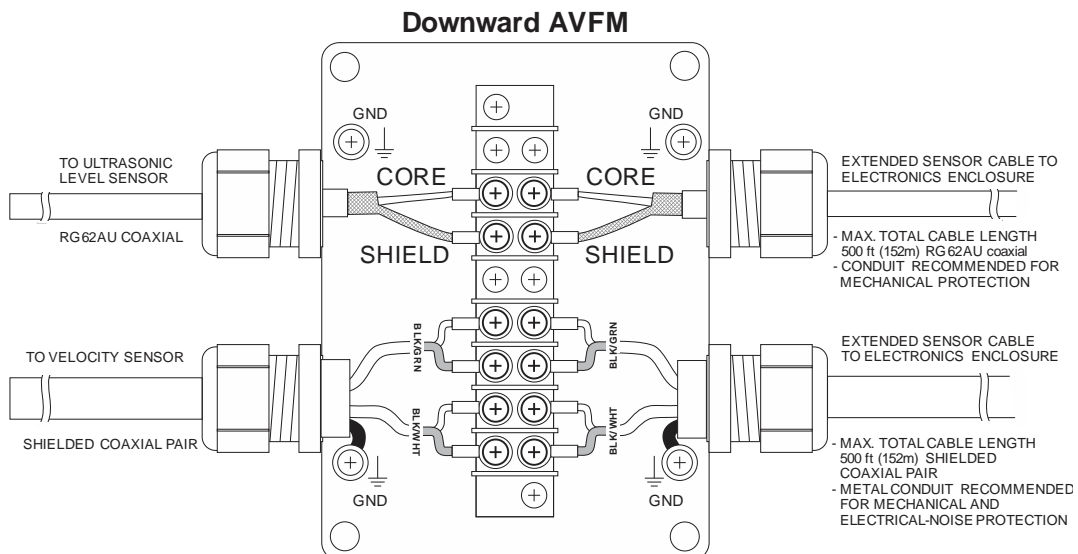 Downward AVFM
GND
GND
TO ULTRASONIC
LEVEL SENSOR
RG62AU COAXIAL
CORE
CORE
SHIELD
SHIELD
EXTENDED SENSOR CABLE TO
ELECTRONICS ENCLOSURE
- MAX. TOTAL CABLE LENGTH
500 ft (152m) RG62AU coaxial
- CONDUIT RECOMMENDED FOR
MECHANICAL PROTECTION
TO VELOCITY SENSOR
SHIELDED COAXIAL PAIR
BLK/GRN
BLK/GRN
BLK/WHT
BLK/WHT
GND
GND
EXTENDED SENSOR CABLE
TO ELECTRONICS ENCLOSURE
- MAX. TOTAL CABLE LENGTH
500 ft (152m) SHIELDED
COAXIAL PAIR
- METAL CONDUIT RECOMMENDED
FOR MECHANICAL AND
ELECTRICAL-NOISE PROTECTION